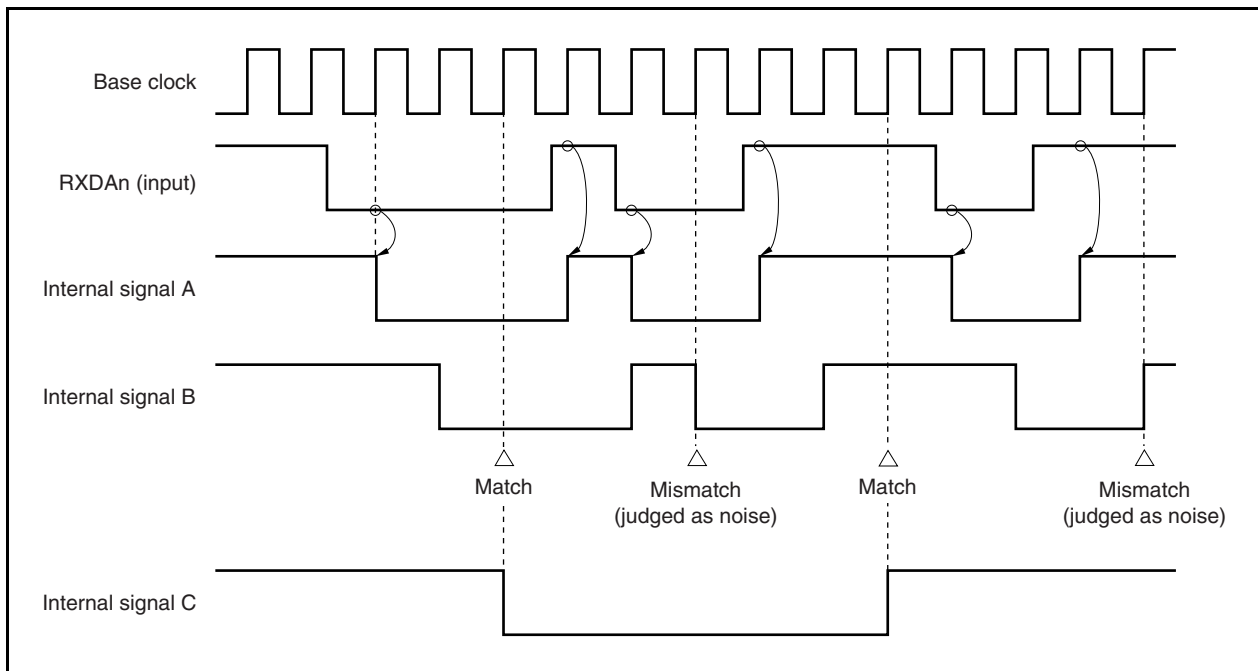 Base clock
RXDAn (input)
Internal signal A
Internal signal B
Match
Mismatch
(judged as noise)
Match
Mismatch
(judged as noise)
Internal signal C